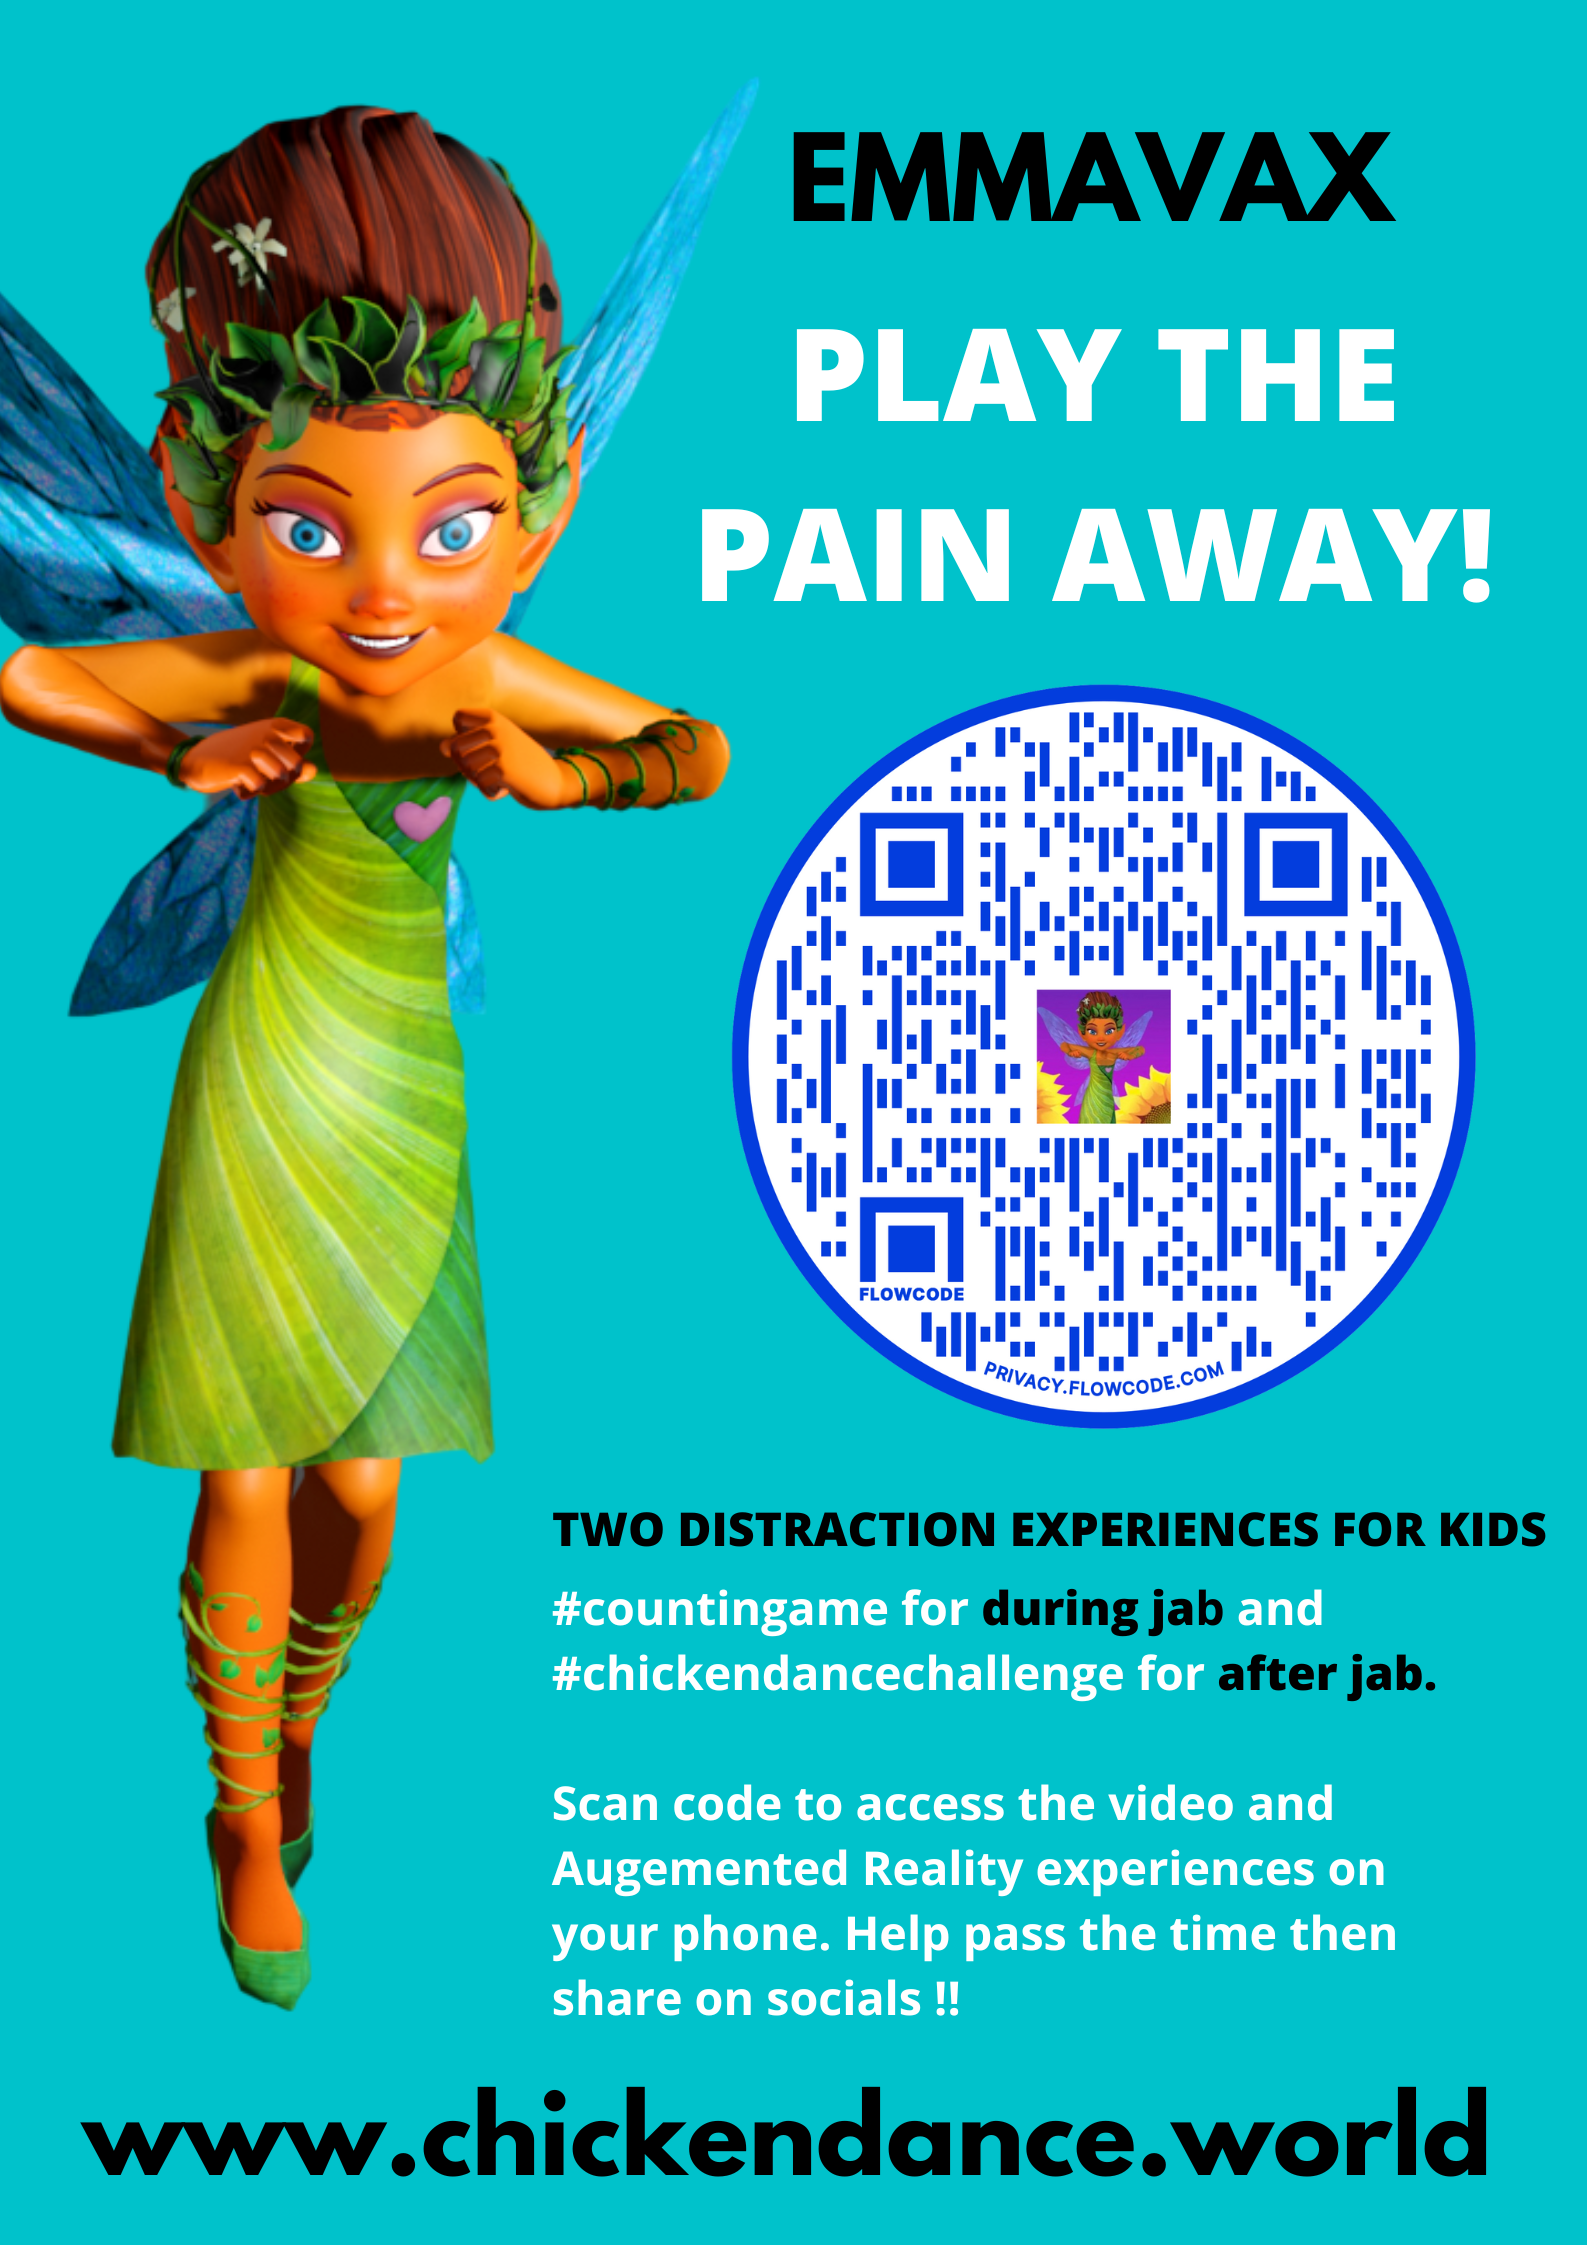 EMMAVAX
PLAY THE
PAIN AWAY!
FLOWCODE
PRIVACY.FLOWCODE.COM
TWO DISTRACTION EXPERIENCES FOR KIDS
#countingame for during jab and
#chickendancechallenge for after jab.
Scan code to access the video and
Augemented Reality experiences on
your phone. Help pass the time then
share on socials !!
www.chickendance.world